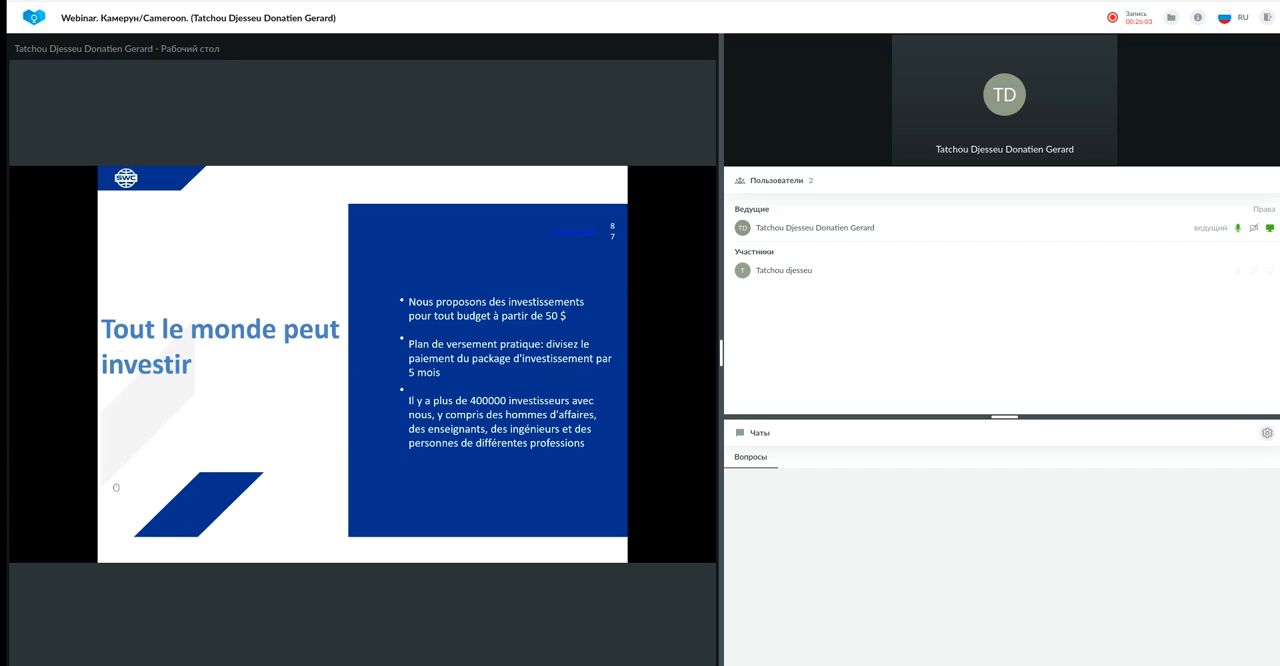 Webinar. Камерун/Cameroon. (Tatchou Djesseu Donatien Gerard)
Запись
00:26:03
RU
Tatchou Djesseu Donatien Gerard - Рабочий стол
SWC
8
7
Tout le monde peut
investir
• Nous proposons des investissements
pour tout budget à partir de 50 $
• Plan de versement pratique: divisez le
paiement du package d'investissement par
5 mois
•
Il y a plus de 400000 investisseurs avec
nous, y compris des hommes d'affaires,
des enseignants, des ingénieurs et des
personnes de différentes professions
TD
Tatchou Djesseu Donatien Gerard
Пользователи 2
Ведущие Права
TD Tatchou Djesseu Donatien Gerard ведущий
Участники
T Tatchou djesseu
Чаты
Вопросы